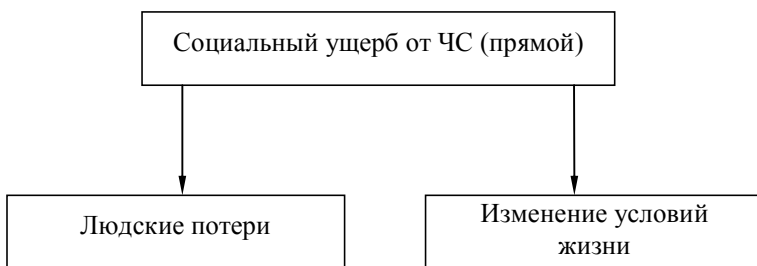 Социальный ущерб от ЧС (прямой)
Людские потери
Изменение условий
жизни